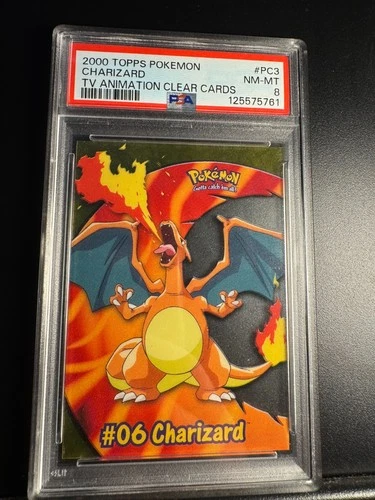 2000 TOPPS POKEMON #PC3
CHARIZARD NM-MT
TV ANIMATION CLEAR CARDS 8
PSA 125575761
POKéMON
Gotta catch 'em all!
#06 Charizard